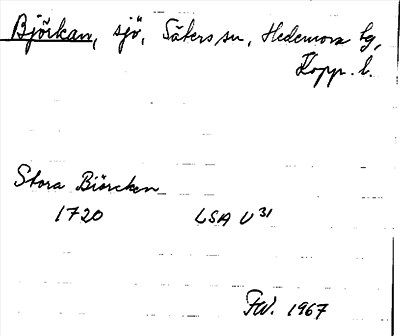 Björkan, sjö, Säters sn, Hedemora tg,
Kopp. l.
Stora Biörcken
1720 LSA U 31
FW. 1967